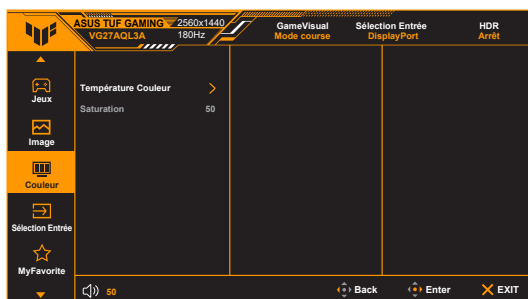 ASUS TUF GAMING 2560x1440
VG27AQL3A 180Hz
GameVisual
Mode course
Sélection Entrée
DisplayPort
HDR
Arrêt
Jeux
Image
Couleur
Sélection Entrée
MyFavorite
Température Couleur
Saturation 50
50
Back
Enter
EXIT